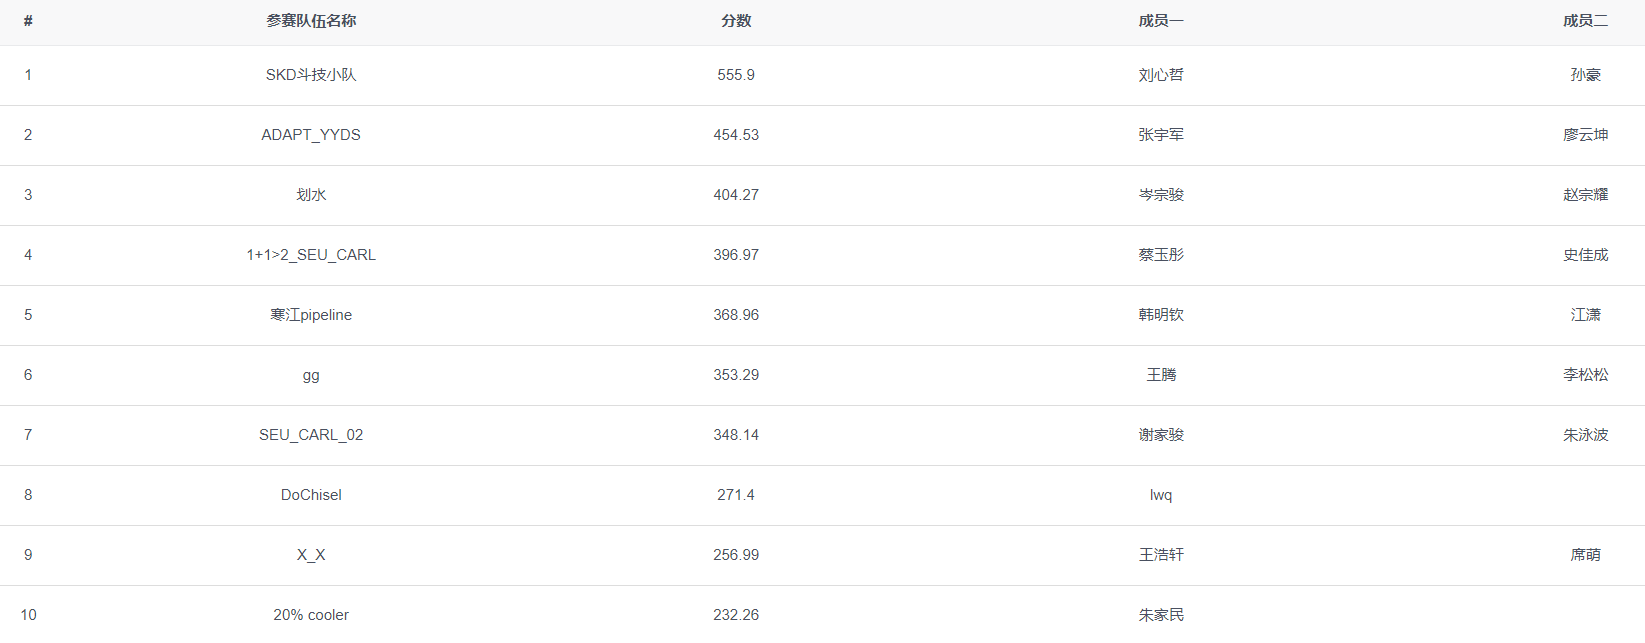 # 参赛队伍名称 分数 成员一 成员二
1 SKD斗技小队 555.9 刘心哲 孙豪
2 ADAPT_YYDS 454.53 张宇军 廖云坤
3 划水 404.27 岑宗骏 赵宗耀
4 1+1>2_SEU_CARL 396.97 蔡玉彤 史佳成
5 寒江pipeline 368.96 韩明钦 江潇
6 gg 353.29 王腾 李松松
7 SEU_CARL_02 348.14 谢家骏 朱泳波
8 DoChisel 271.4 lwq
9 X_X 256.99 王浩轩 席萌
10 20% cooler 232.26 朱家民